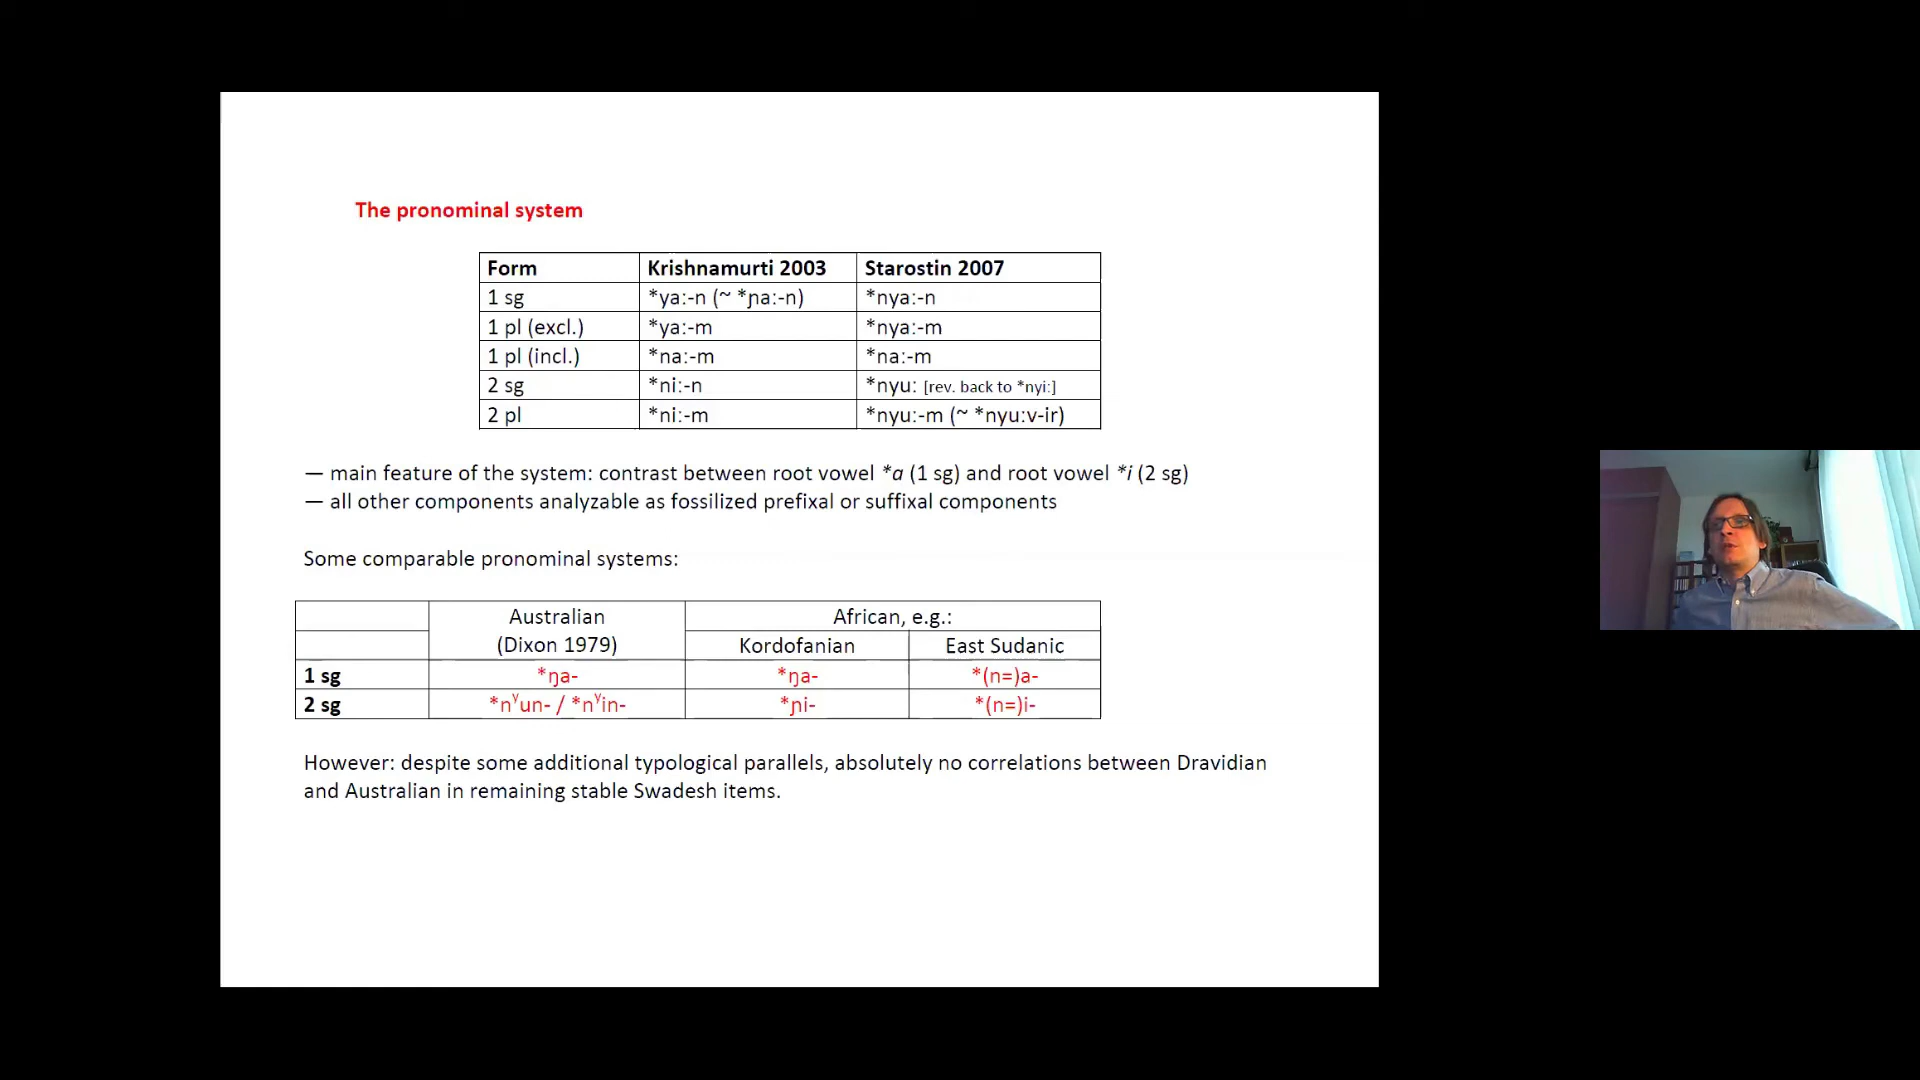 The pronominal system
Form Krishnamurti 2003 Starostin 2007
1 sg *ya:-n (~ *ɲa:-n) *nya:-n
1 pl (excl.) *ya:-m *nya:-m
1 pl (incl.) *na:-m *na:-m
2 sg *ni:-n *nyu: [rev. back to *nyi:]
2 pl *ni:-m *nyu:-m (~ *nyu:v-ir)
— main feature of the system: contrast between root vowel *a (1 sg) and root vowel *i (2 sg)
— all other components analyzable as fossilized prefixal or suffixal components
Some comparable pronominal systems:
Australian African, e.g.:
(Dixon 1979) Kordofanian East Sudanic
1 sg *ŋa- *ŋa- *(n=)a-
2 sg *nʸun- / *nʸin- *ɲi- *(n=)i-
However: despite some additional typological parallels, absolutely no correlations between Dravidian
and Australian in remaining stable Swadesh items.